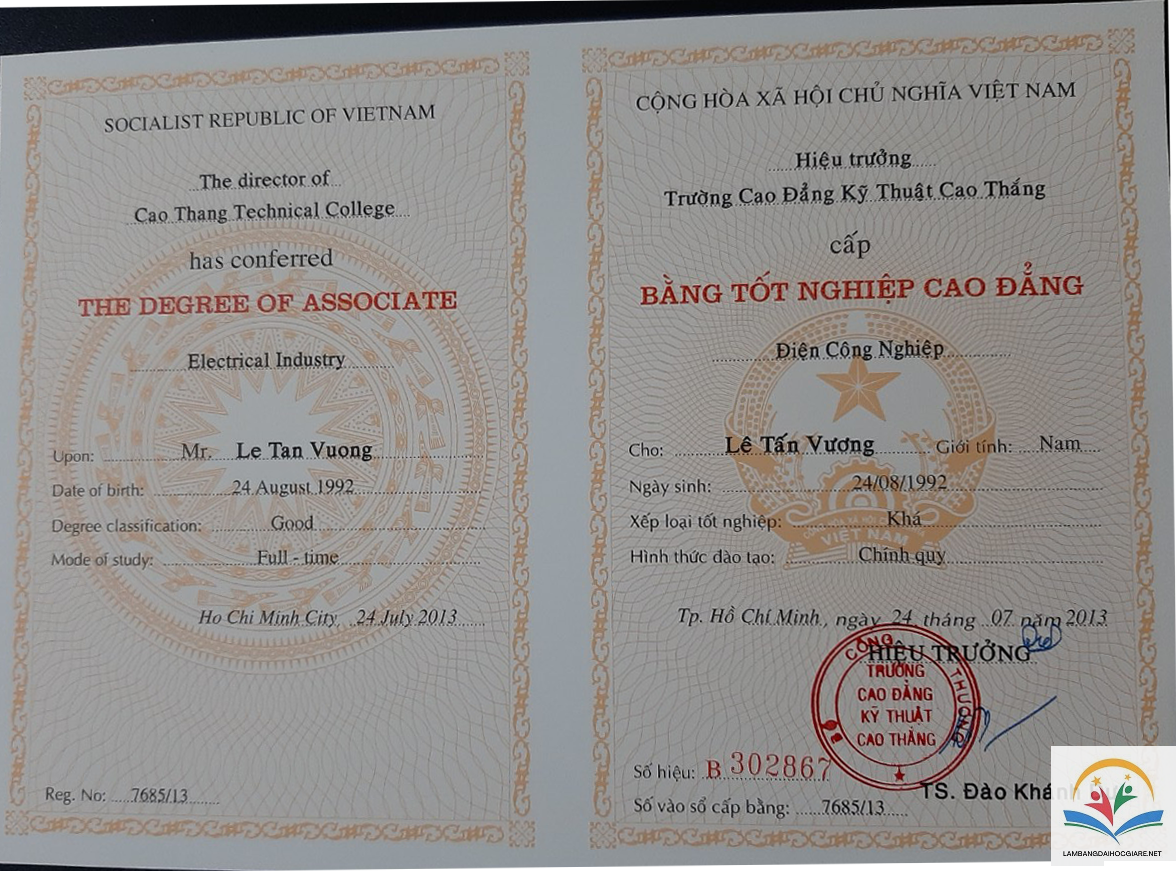 SOCIALIST REPUBLIC OF VIETNAM
The director of
Cao Thang Technical College
has conferred
THE DEGREE OF ASSOCIATE
Electrical Industry
Upon: Mr. Le Tan Vuong
Date of birth: 24 August 1992
Degree classification: Good
Mode of study: Full - time
Ho Chi Minh City, 24 July 2013
Reg. No: 7685/13
CỘNG HÒA XÃ HỘI CHỦ NGHĨA VIỆT NAM
Hiệu trưởng
Trường Cao Đẳng Kỹ Thuật Cao Thắng
cấp
BẰNG TỐT NGHIỆP CAO ĐẲNG
Điện Công Nghiệp
Cho: Lê Tấn Vương Giới tính: Nam
Ngày sinh: 24/08/1992
Xếp loại tốt nghiệp: Khá
VIỆT NAM
Hình thức đào tạo: Chính quy
Tp. Hồ Chí Minh, ngày 24 tháng 07 năm 2013
HIỆU TRƯỞNG
CÔNG THƯƠNG
TRƯỜNG
CAO ĐẲNG
KỸ THUẬT
CAO THẮNG
Số hiệu: B 302867
TS. Đào Khánh
Số vào sổ cấp bằng: 7685/13
LAMBANGDAIHOCGIARE.NET